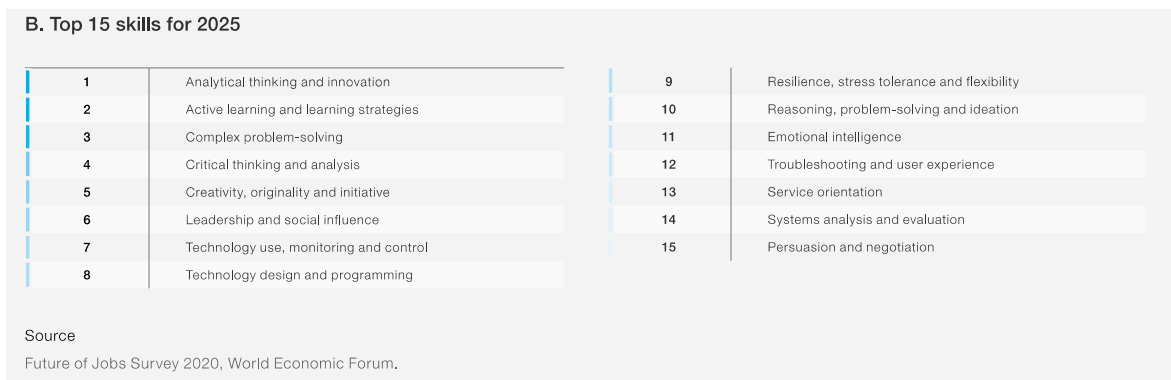 B. Top 15 skills for 2025
1 Analytical thinking and innovation
2 Active learning and learning strategies
3 Complex problem-solving
4 Critical thinking and analysis
5 Creativity, originality and initiative
6 Leadership and social influence
7 Technology use, monitoring and control
8 Technology design and programming
9 Resilience, stress tolerance and flexibility
10 Reasoning, problem-solving and ideation
11 Emotional intelligence
12 Troubleshooting and user experience
13 Service orientation
14 Systems analysis and evaluation
15 Persuasion and negotiation
Source
Future of Jobs Survey 2020, World Economic Forum.